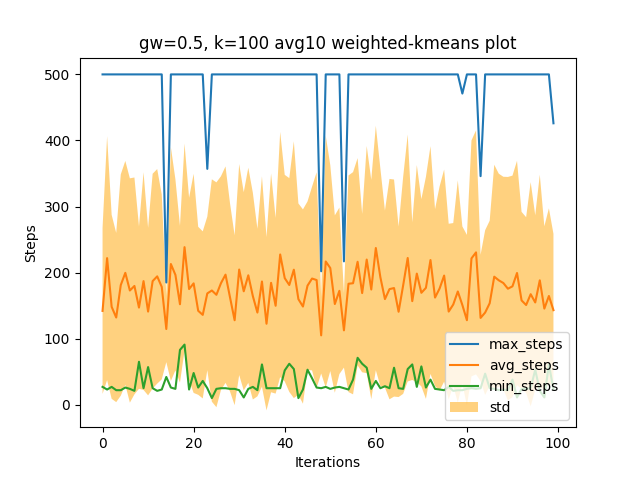 gw=0.5, k=100 avg10 weighted-kmeans plot
500
400
300
200
100
0
Steps
max_steps
avg_steps
min_steps
std
0 20 40 60 80 100
Iterations